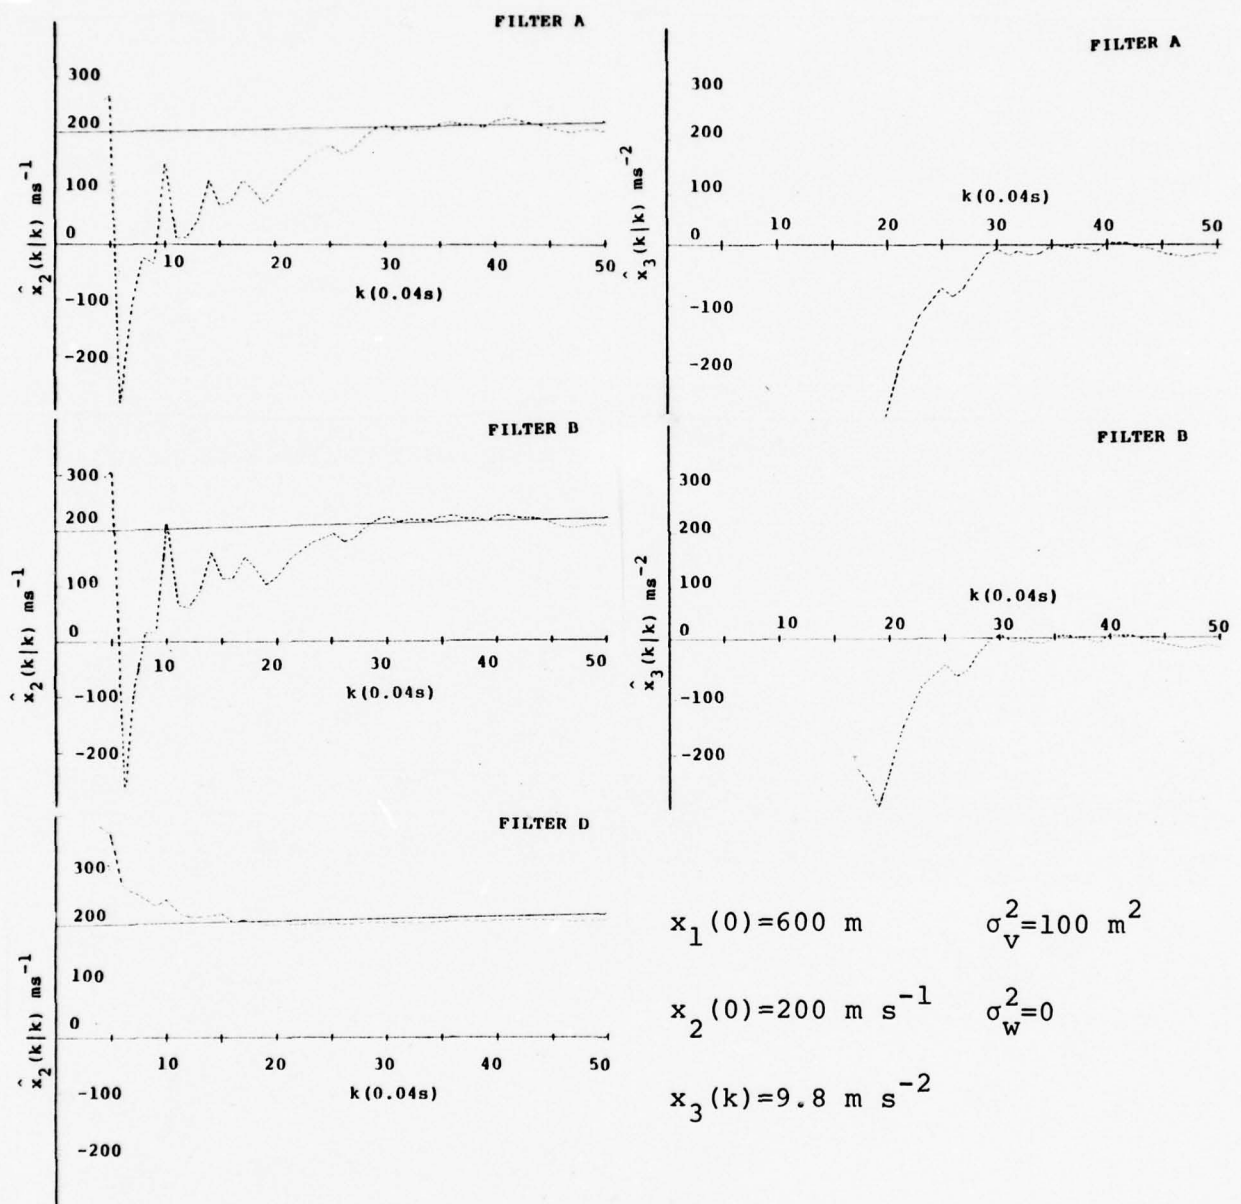 FILTER A
300
200
100
0
-100
-200
10 20 30 40 50
k(0.04s)
x̂₂(k|k) ms⁻¹
FILTER A
300
200
100
0
-100
-200
10 20 30 40 50
k(0.04s)
x̂₃(k|k) ms⁻²
FILTER B
300
200
100
0
-100
-200
10 20 30 40 50
k(0.04s)
x̂₂(k|k) ms⁻¹
FILTER B
300
200
100
0
-100
-200
10 20 30 40 50
k(0.04s)
x̂₃(k|k) ms⁻²
FILTER D
300
200
100
0
-100
-200
10 20 30 40 50
k(0.04s)
x̂₂(k|k) ms⁻¹
x₁(0)=600 m σ²ᵥ=100 m²
x₂(0)=200 m s⁻¹ σ²_w=0
x₃(k)=9.8 m s⁻²